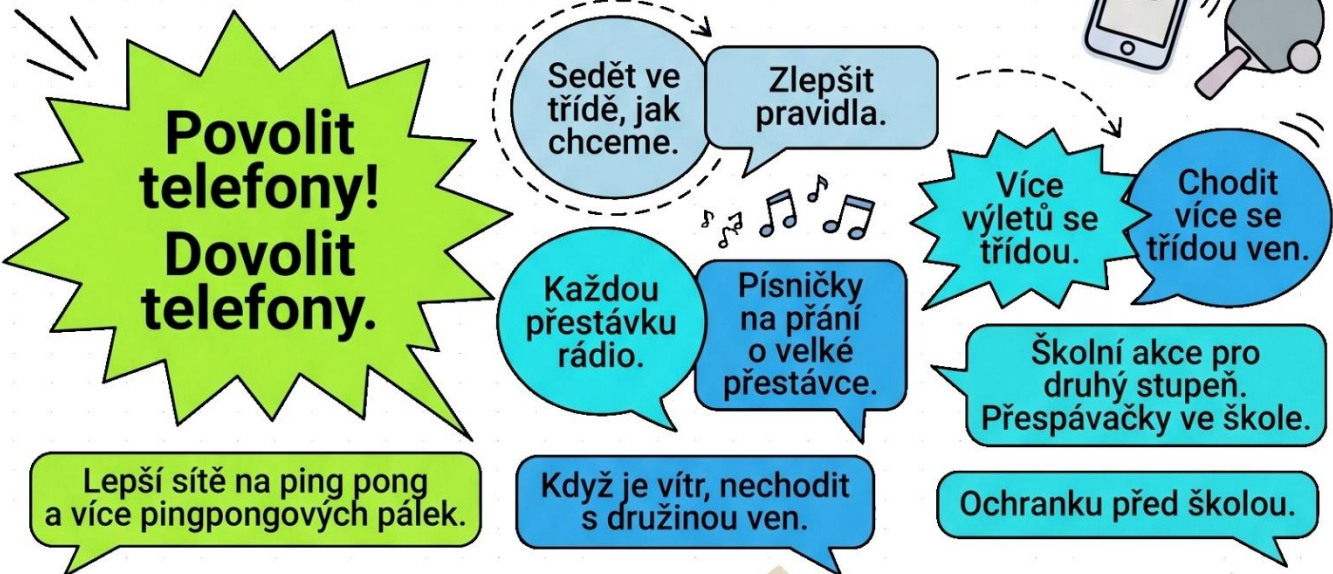 Povolit
telefony!
Dovolit
telefony.
Sedět ve
třídě, jak
chceme.
Zlepšit
pravidla.
Více
výletů se
třídou.
Chodit
více se
třídou ven.
Každou
přestávku
rádio.
Písničky
na přání
o velké
přestávce.
Školní akce pro
druhý stupeň.
Přespávačky ve škole.
Lepší sítě na ping pong
a více pingpongových pálek.
Když je vítr, nechodit
s družinou ven.
Ochranku před školou.